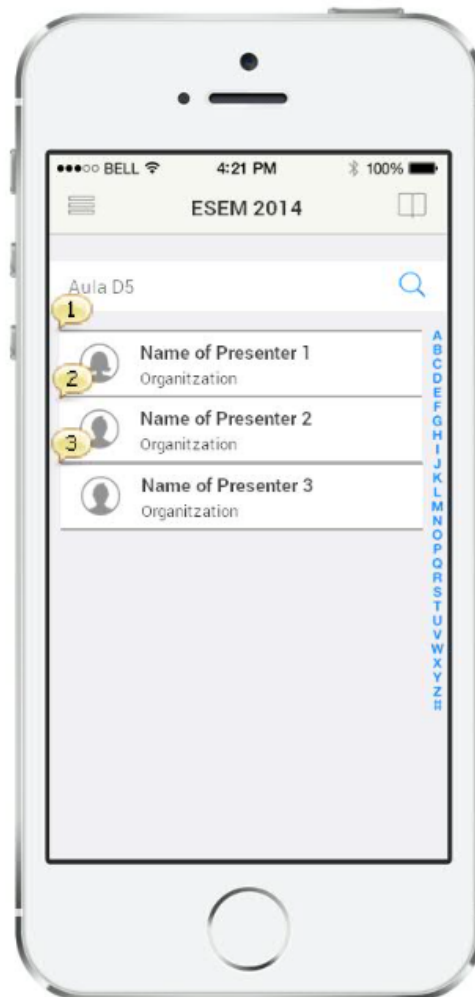 BELL 4:21 PM 100%
ESEM 2014
Aula D5
1
Name of Presenter 1
Organitzation
2
Name of Presenter 2
Organitzation
3
Name of Presenter 3
Organitzation
A
B
C
D
E
F
G
H
I
J
K
L
M
N
O
P
Q
R
S
T
U
V
W
X
Y
Z
#